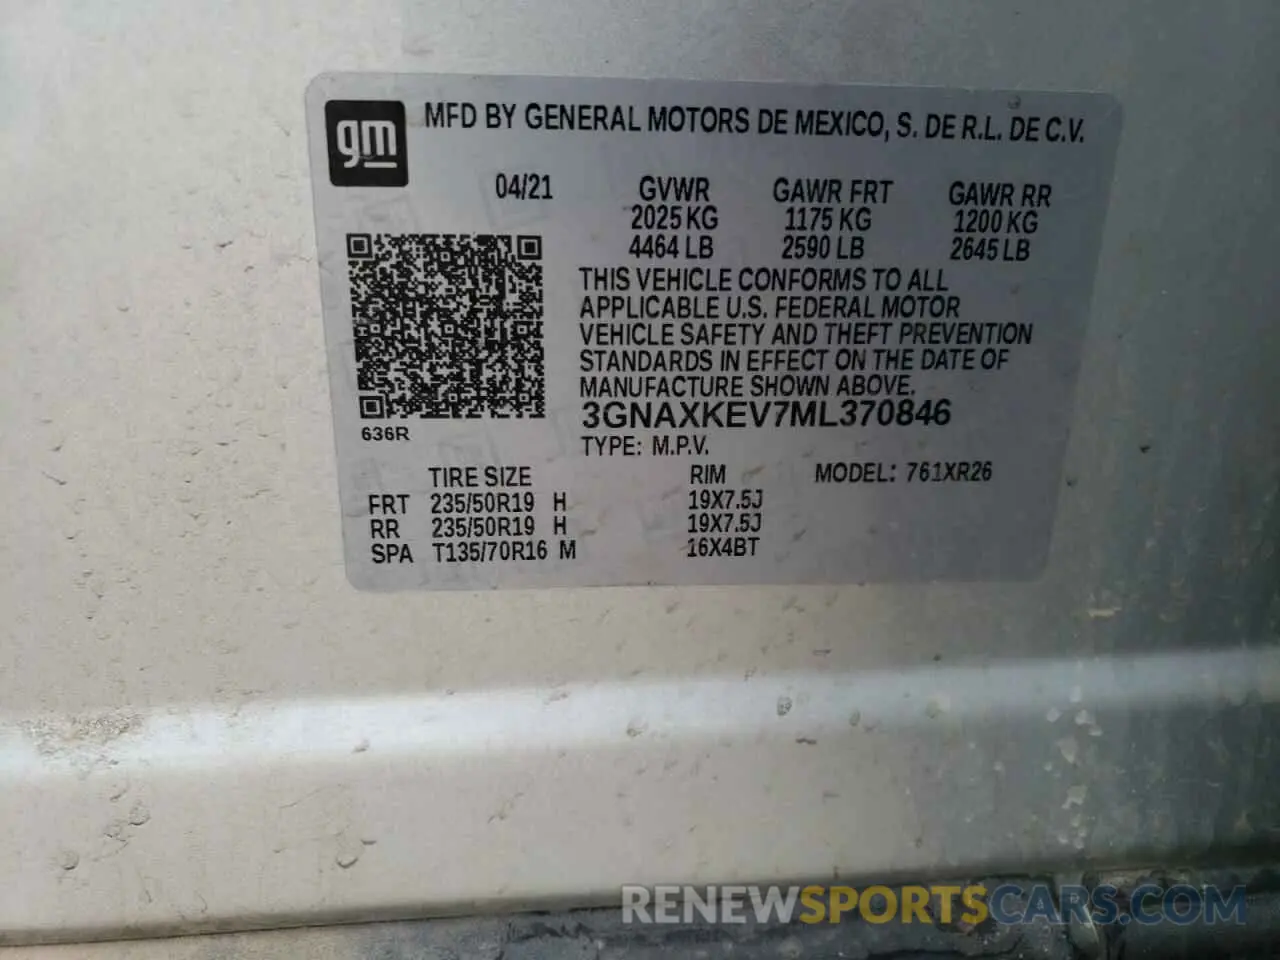 gm
MFD BY GENERAL MOTORS DE MEXICO, S. DE R.L. DE C.V.
04/21 GVWR GAWR FRT GAWR RR
2025 KG 1175 KG 1200 KG
4464 LB 2590 LB 2645 LB
THIS VEHICLE CONFORMS TO ALL
APPLICABLE U.S. FEDERAL MOTOR
VEHICLE SAFETY AND THEFT PREVENTION
STANDARDS IN EFFECT ON THE DATE OF
MANUFACTURE SHOWN ABOVE.
3GNAXKEV7ML370846
636R
TYPE: M.P.V.
TIRE SIZE RIM MODEL: 761XR26
FRT 235/50R19 H 19X7.5J
RR 235/50R19 H 19X7.5J
SPA T135/70R16 M 16X4BT
RENEWSPORTSCARS.COM